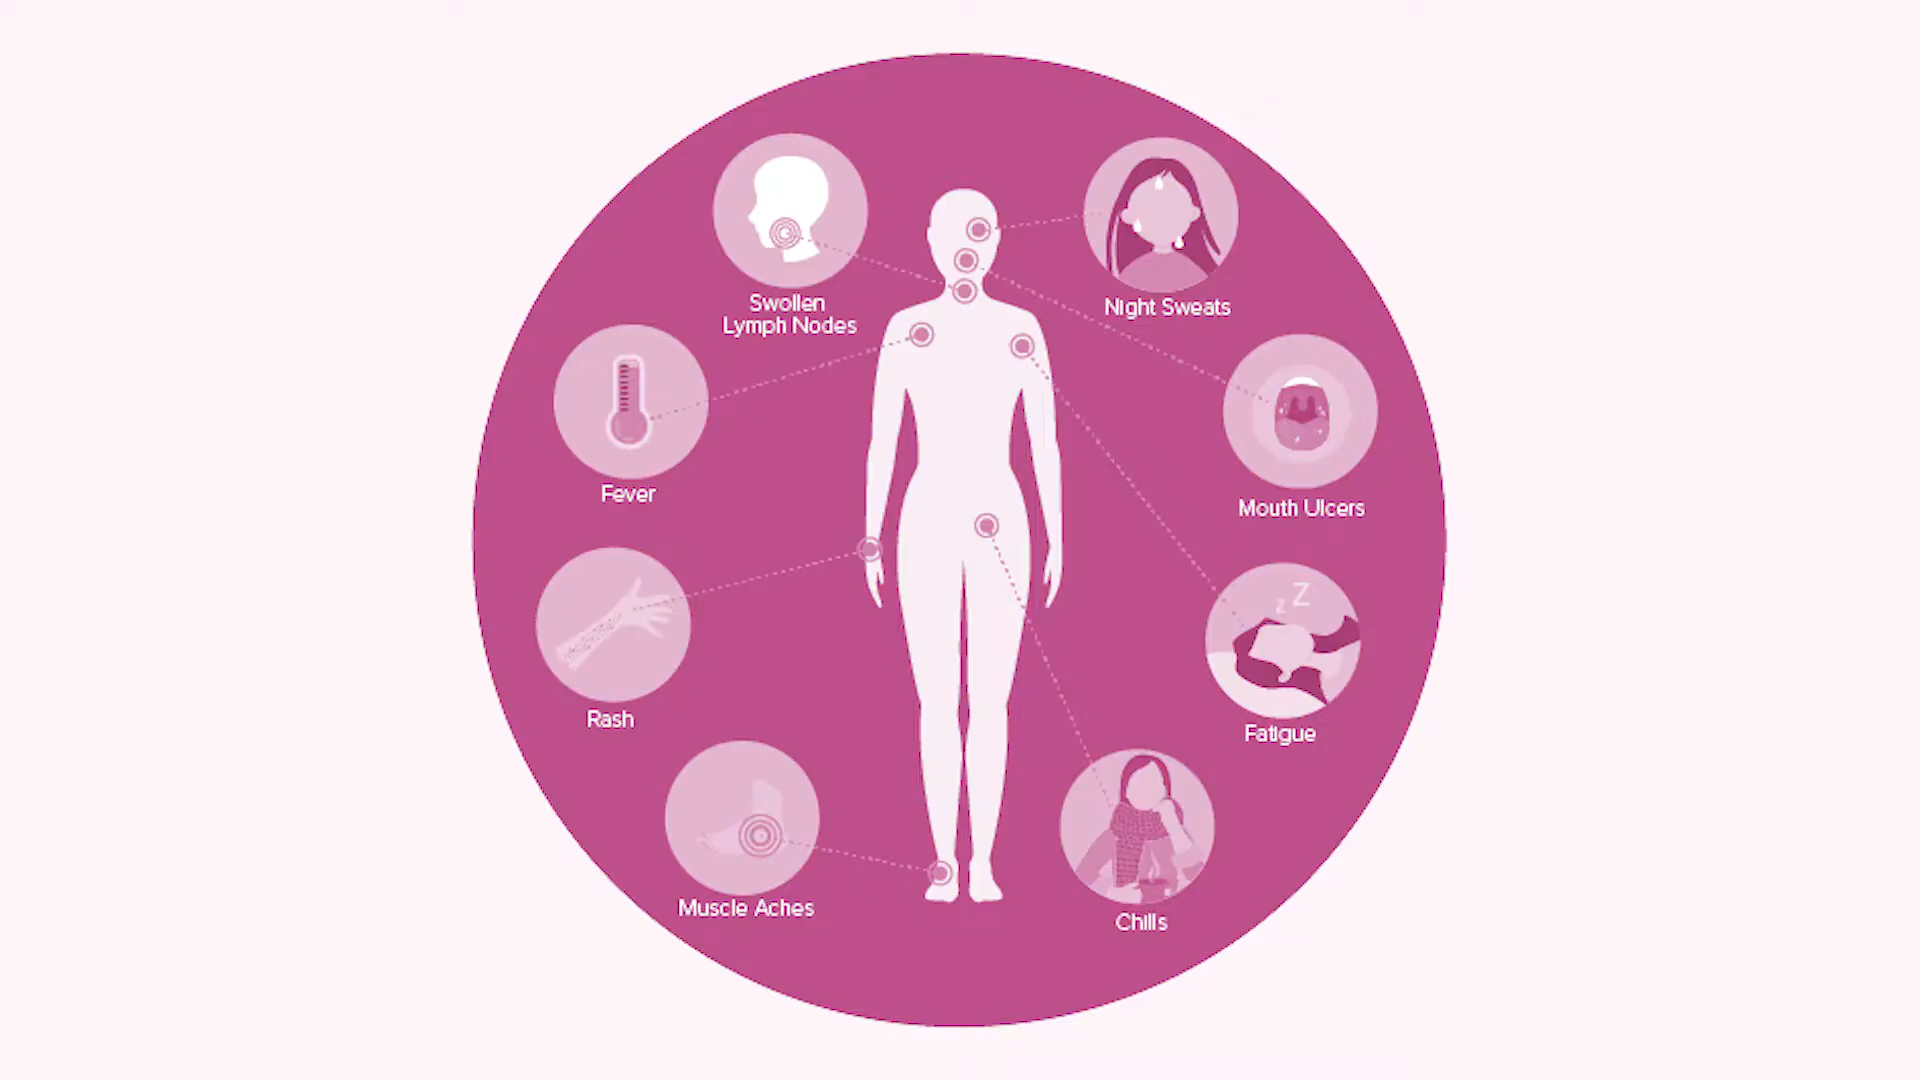 Swollen
Lymph Nodes
Night Sweats
Fever
Mouth Ulcers
Rash
z Z
Fatigue
Muscle Aches
Chills